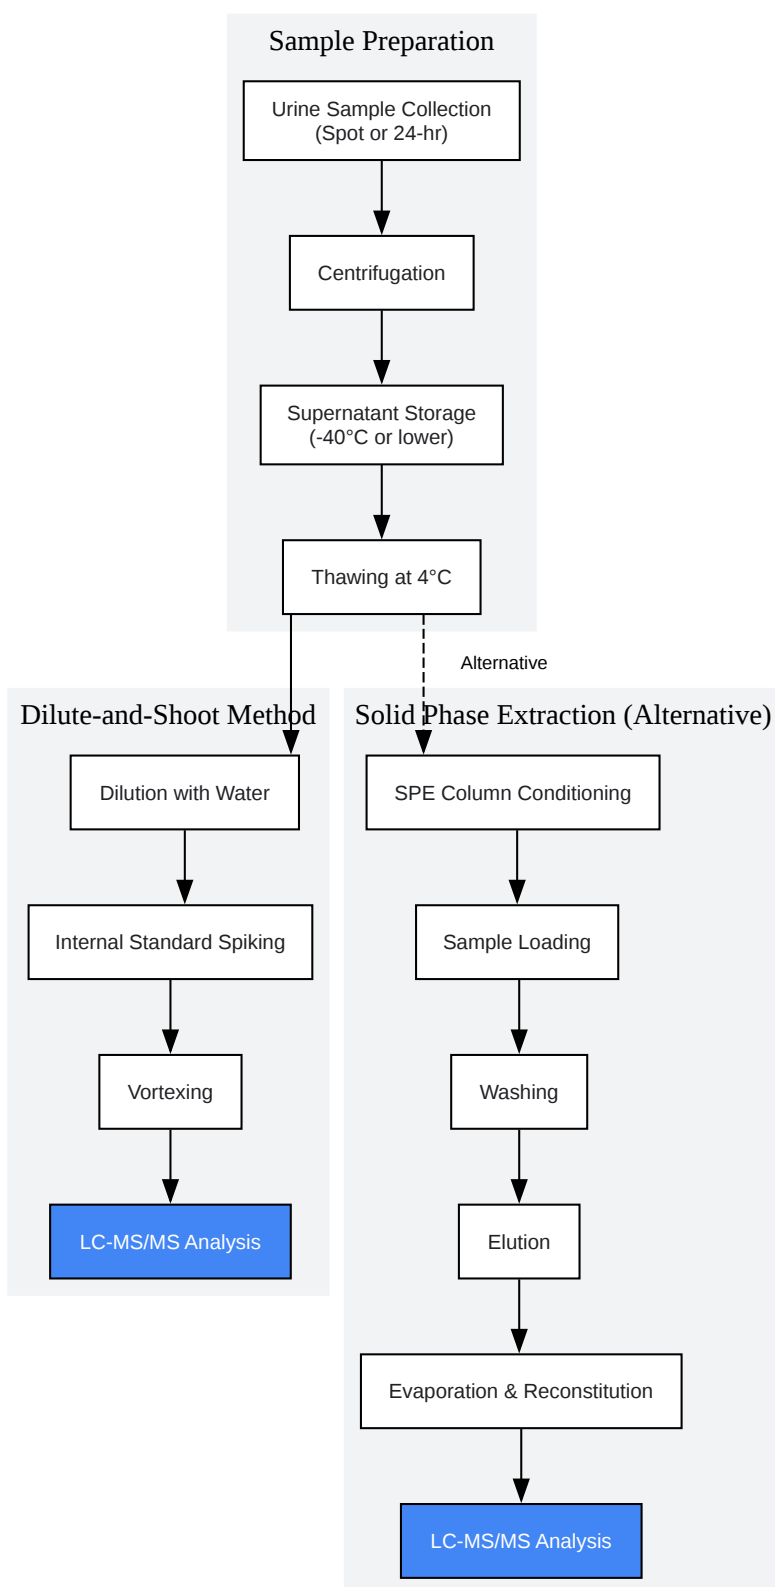 Sample Preparation
Urine Sample Collection
(Spot or 24-hr)
Centrifugation
Supernatant Storage
(-40°C or lower)
Thawing at 4°C
Alternative
Dilute-and-Shoot Method
Dilution with Water
Internal Standard Spiking
Vortexing
LC-MS/MS Analysis
Solid Phase Extraction (Alternative)
SPE Column Conditioning
Sample Loading
Washing
Elution
Evaporation & Reconstitution
LC-MS/MS Analysis